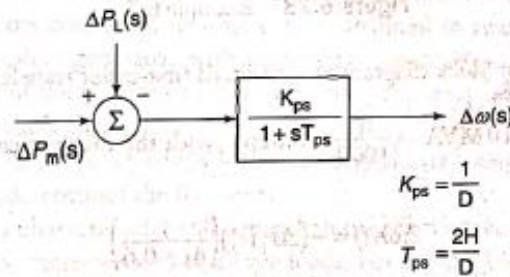 ΔP_L(s)
+ −
Σ
K_ps
1 + sT_ps
Δω(s)
ΔP_m(s)
K_ps = 1/D
T_ps = 2H/D